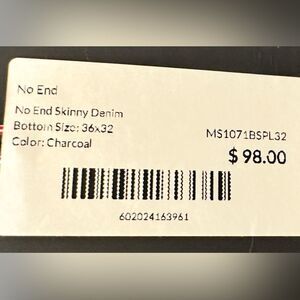 No End
No End Skinny Denim
Bottom Size: 36x32
Color: Charcoal
MS1071BSPL32
$ 98.00
602024163961